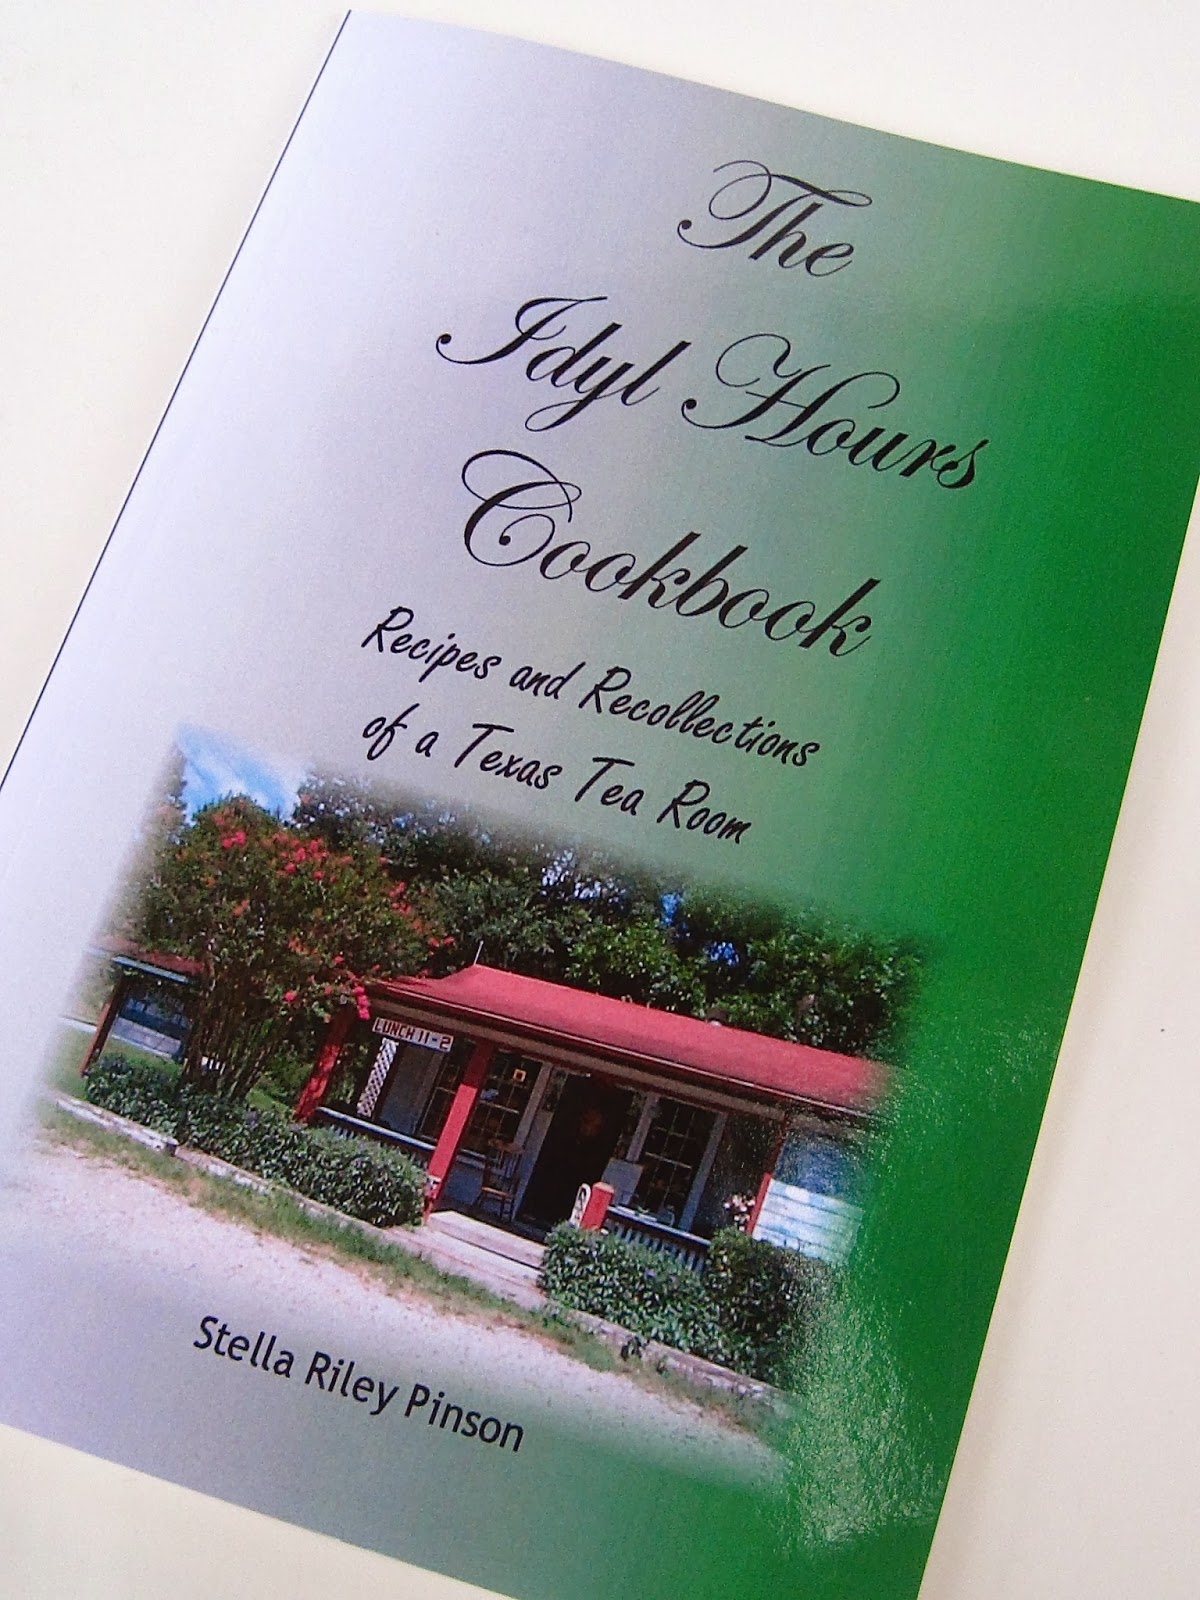 The
Idyl Hours
Cookbook
Recipes and Recollections
of a Texas Tea Room
LUNCH 11-2
Stella Riley Pinson